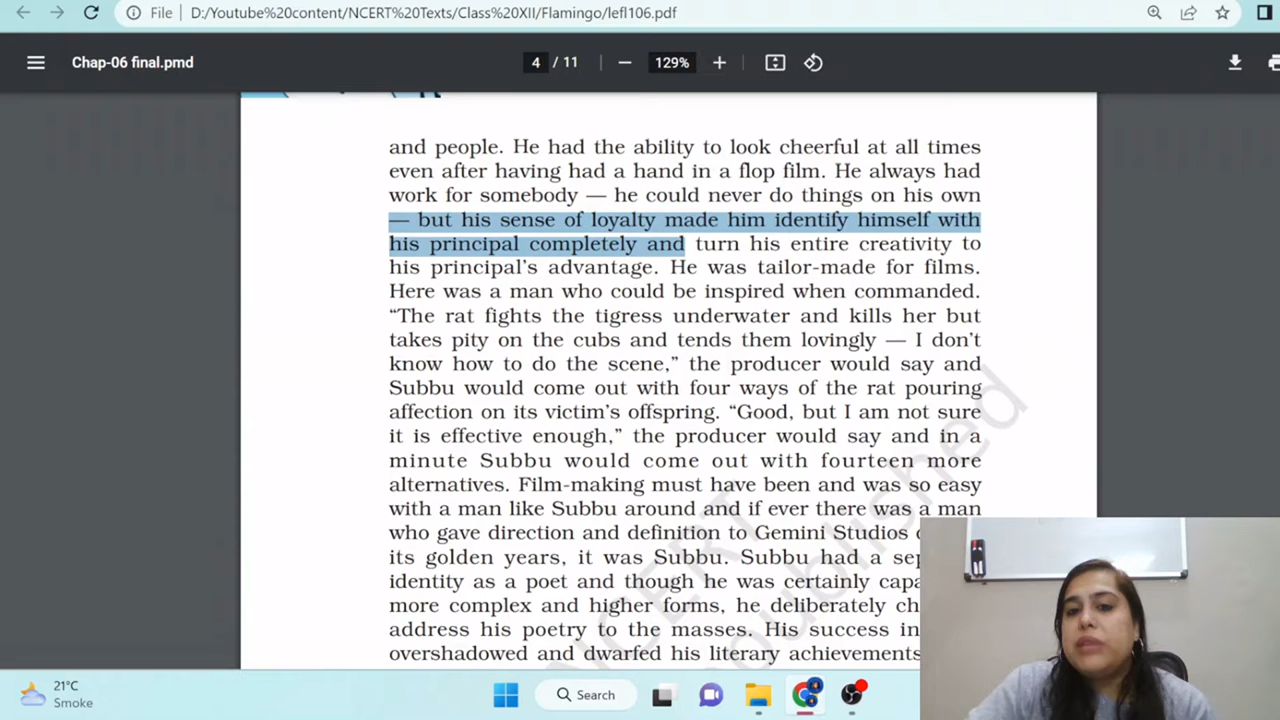 File | D:/Youtube%20content/NCERT%20Texts/Class%20XII/Flamingo/lefl106.pdf
Chap-06 final.pmd
4 / 11
129%
and people. He had the ability to look cheerful at all times
even after having had a hand in a flop film. He always had
work for somebody — he could never do things on his own
— but his sense of loyalty made him identify himself with
his principal completely and turn his entire creativity to
his principal's advantage. He was tailor-made for films.
Here was a man who could be inspired when commanded.
“The rat fights the tigress underwater and kills her but
takes pity on the cubs and tends them lovingly — I don't
know how to do the scene,” the producer would say and
Subbu would come out with four ways of the rat pouring
affection on its victim's offspring. “Good, but I am not sure
it is effective enough,” the producer would say and in a
minute Subbu would come out with fourteen more
alternatives. Film-making must have been and was so easy
with a man like Subbu around and if ever there was a man
who gave direction and definition to Gemini Studios
its golden years, it was Subbu. Subbu had a
identity as a poet and though he was certainly
more complex and higher forms, he deliberately
address his poetry to the masses. His success in
overshadowed and dwarfed his literary achievements
NCERT
published
21°C
Smoke
Search